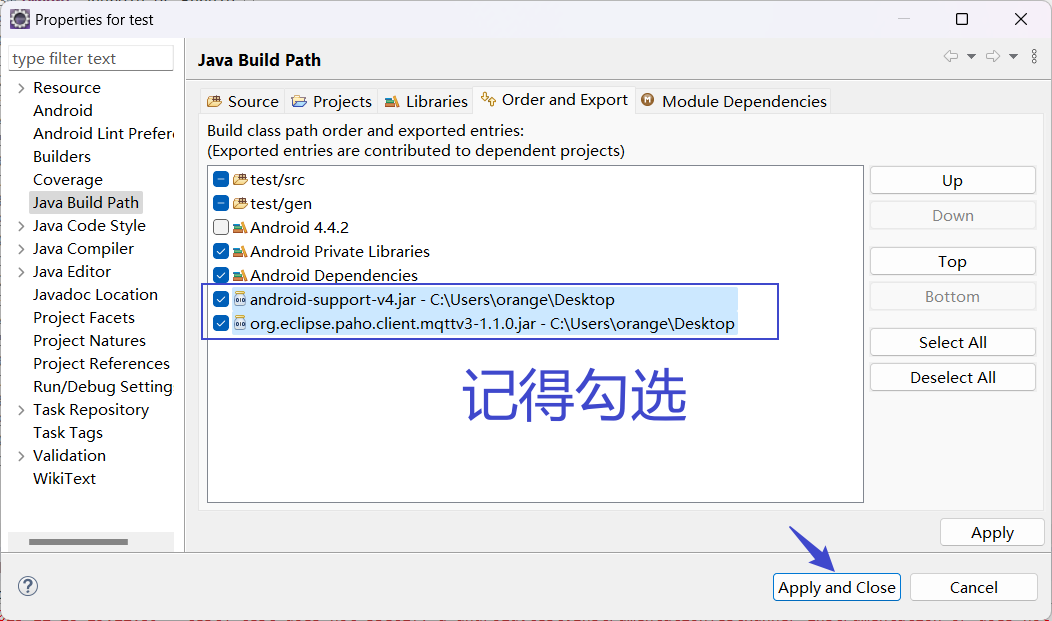 Properties for test
type filter text
Java Build Path
Resource
Android
Android Lint Prefer
Builders
Coverage
Java Build Path
Java Code Style
Java Compiler
Java Editor
Javadoc Location
Project Facets
Project Natures
Project References
Run/Debug Setting
Task Repository
Task Tags
Validation
WikiText
Source
Projects
Libraries
Order and Export
Module Dependencies
Build class path order and exported entries:
(Exported entries are contributed to dependent projects)
test/src
test/gen
Android 4.4.2
Android Private Libraries
Android Dependencies
android-support-v4.jar - C:\Users\orange\Desktop
org.eclipse.paho.client.mqttv3-1.1.0.jar - C:\Users\orange\Desktop
记得勾选
Up
Down
Top
Bottom
Select All
Deselect All
Apply
Apply and Close
Cancel